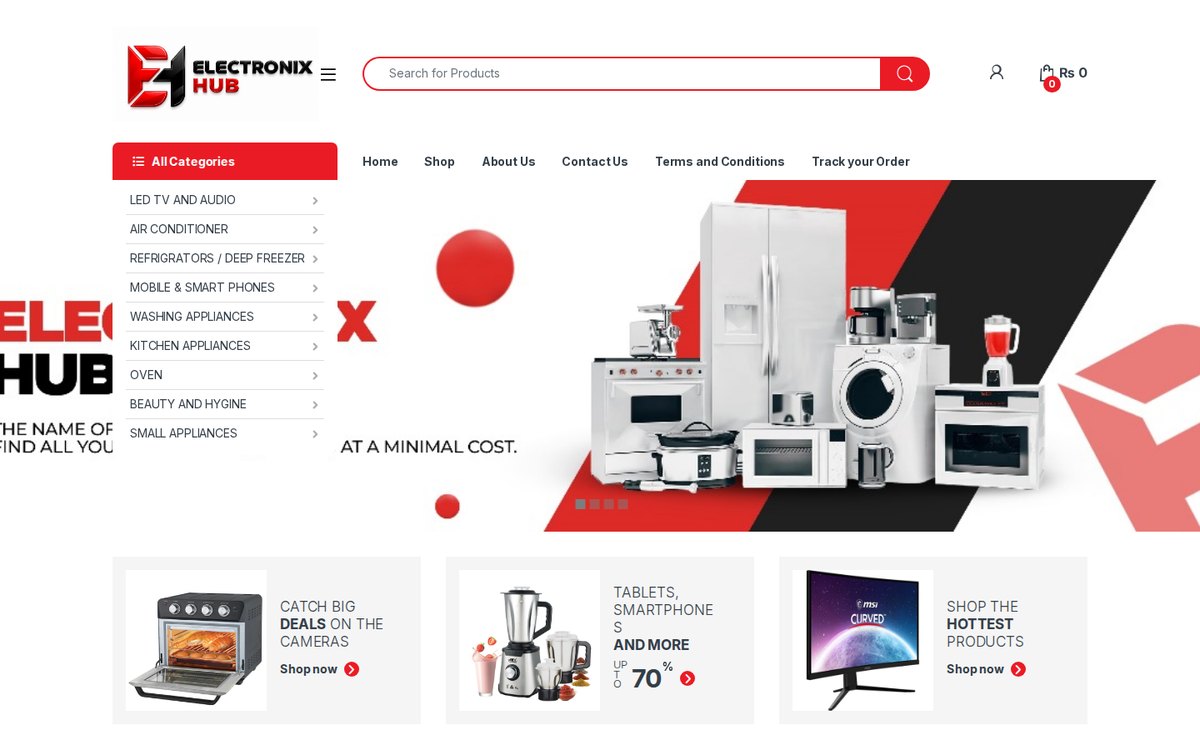 ELECTRONIX
HUB
Search for Products
0
₨ 0
All Categories
Home
Shop
About Us
Contact Us
Terms and Conditions
Track your Order
LED TV AND AUDIO
AIR CONDITIONER
REFRIGRATORS / DEEP FREEZER
MOBILE & SMART PHONES
WASHING APPLIANCES
KITCHEN APPLIANCES
OVEN
BEAUTY AND HYGINE
SMALL APPLIANCES
ELE X
HUB
THE NAME OF
FIND ALL YOU AT A MINIMAL COST.
CATCH BIG
DEALS ON THE
CAMERAS
Shop now
TABLETS,
SMARTPHONE
S
AND MORE
UP
T
O
70%
msi
CURVED
SHOP THE
HOTTEST
PRODUCTS
Shop now